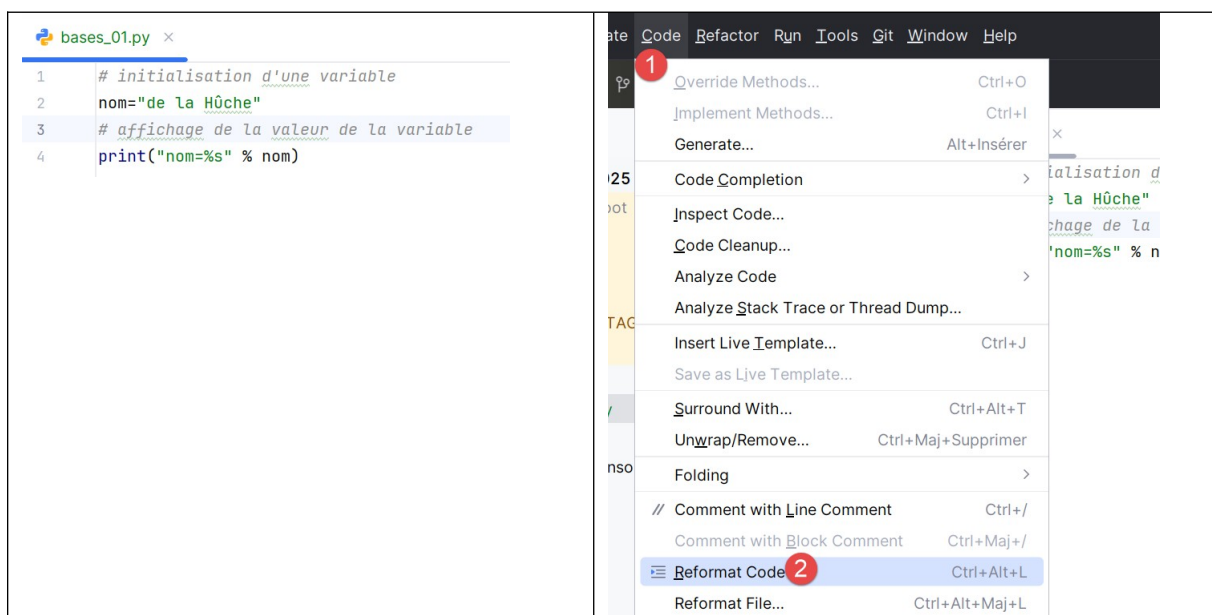 bases_01.py ×
1 # initialisation d'une variable
2 nom="de la Hûche"
3 # affichage de la valeur de la variable
4 print("nom=%s" % nom)
ate Code Refactor Run Tools Git Window Help
1
Override Methods... Ctrl+O
Implement Methods... Ctrl+I
Generate... Alt+Insérer
Code Completion >
Inspect Code...
Code Cleanup...
Analyze Code >
Analyze Stack Trace or Thread Dump...
Insert Live Template... Ctrl+J
Save as Live Template...
Surround With... Ctrl+Alt+T
Unwrap/Remove... Ctrl+Maj+Supprimer
Folding >
// Comment with Line Comment Ctrl+/
Comment with Block Comment Ctrl+Maj+/
Reformat Code 2 Ctrl+Alt+L
Reformat File... Ctrl+Alt+Maj+L
25
oot
TAG
nso
×
ialisation d
e la Hûche"
chage de la
"nom=%s" % n